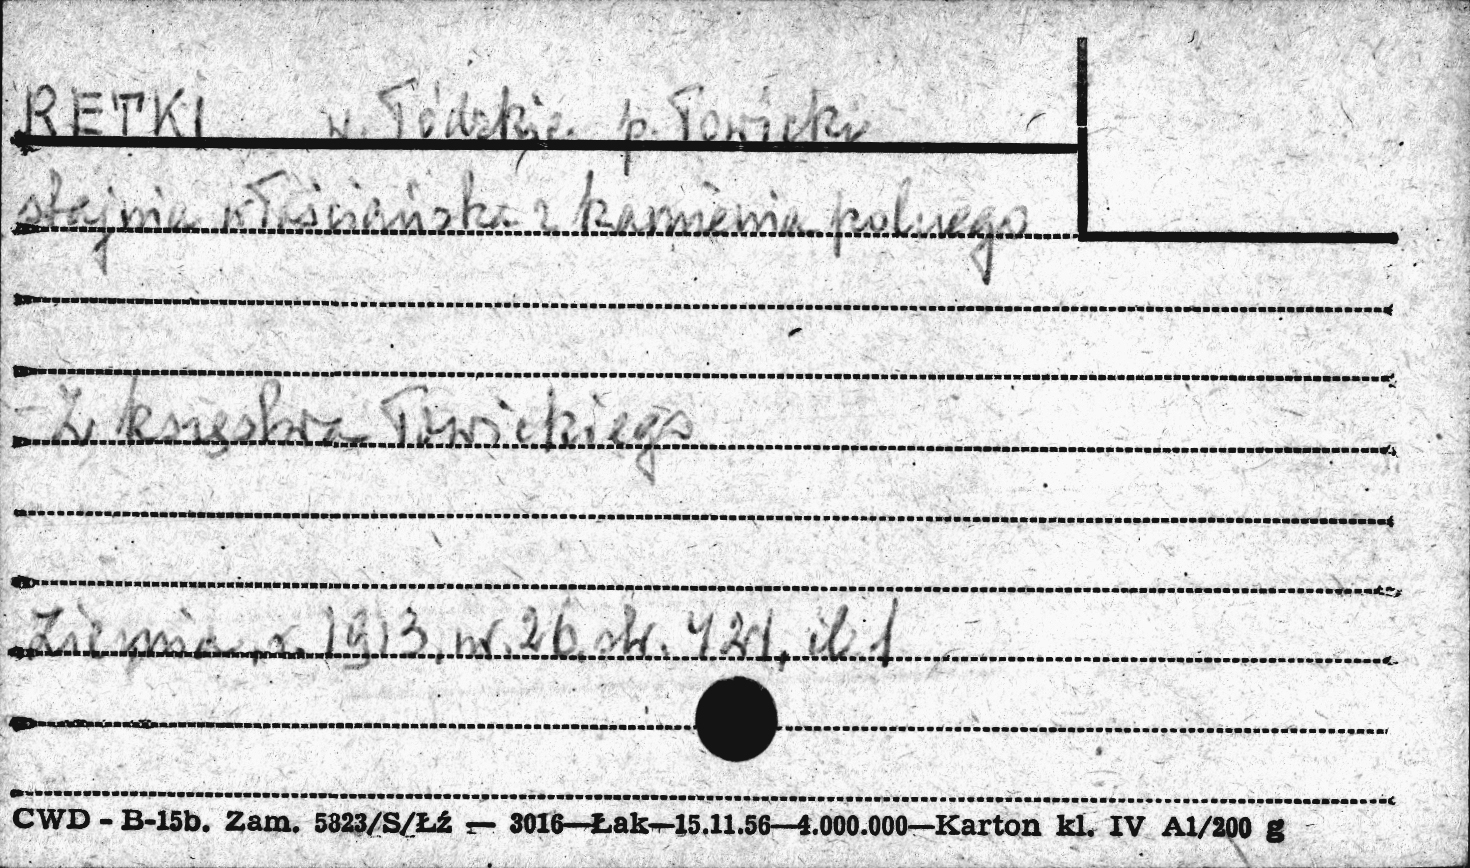 RETKI w. Łódzkie. p. Łowicki
stajnia włościańska z kamienia polnego
Z księstwa Łowickiego
Ziemia, r. 1913, nr. 26, str. 421, il 1
CWD - B-15b. Zam. 5823/S/Łź — 3016—Łak—15.11.56—4.000.000—Karton kl. IV A1/200 g